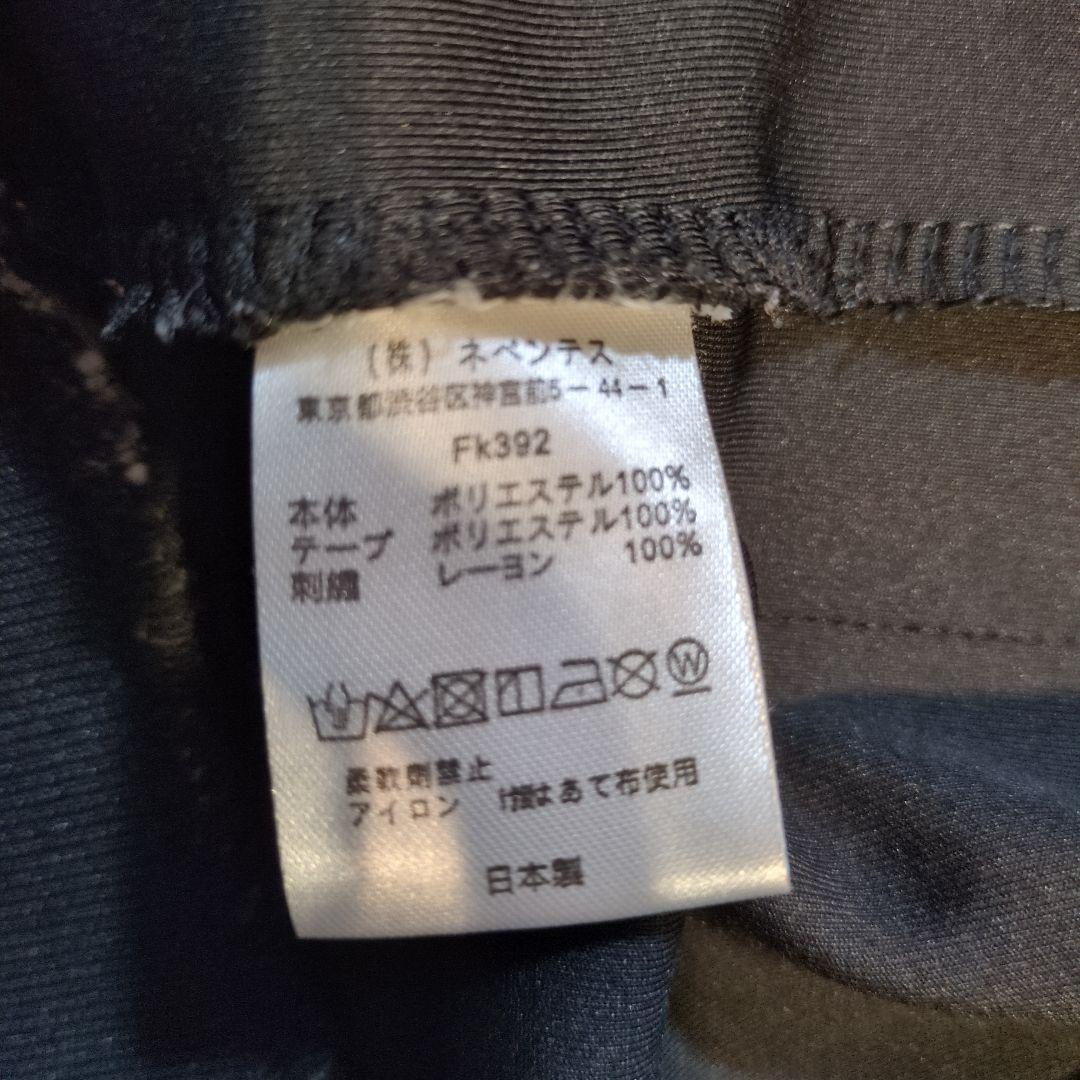 (株) ネペンテス
東京都渋谷区神宮前5-44-1
Fk392
本体 ポリエステル100%
テープ ポリエステル100%
刺繍 レーヨン 100%
W
柔軟剤禁止
アイロン はあて布使用
日本製